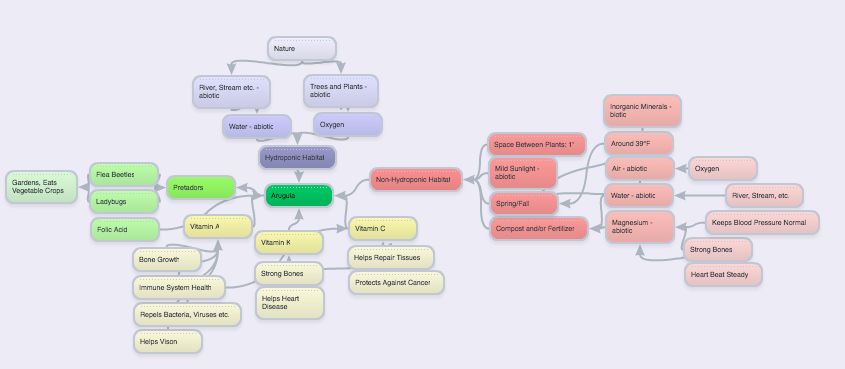 Nature
River, Stream etc. -
abiotic
Trees and Plants -
abiotic
Water - abiotic
Oxygen
Hydroponic Habital
Arugula
Non-Hydroponic Habital
Gardens, Eats
Vegetable Crops
Flea Beetles
Ladybugs
Pretadors
Folic Acid
Vitamin A
Vitamin K
Vitamin C
Bone Growth
Immune System Health
Repels Bacteria, Viruses etc.
Helps Vison
Strong Bones
Helps Heart
Disease
Helps Repair Tissues
Protects Against Cancer
Space Between Plants: 1"
Mild Sunlight -
abiotic
Spring/Fall
Compost and/or Fertilizer
Inorganic Minerals -
biotic
Around 39°F
Air - abiotic
Water - abiotic
Magnesium -
abiotic
Oxygen
River, Stream, etc.
Keeps Blood Pressure Normal
Strong Bones
Heart Beat Steady